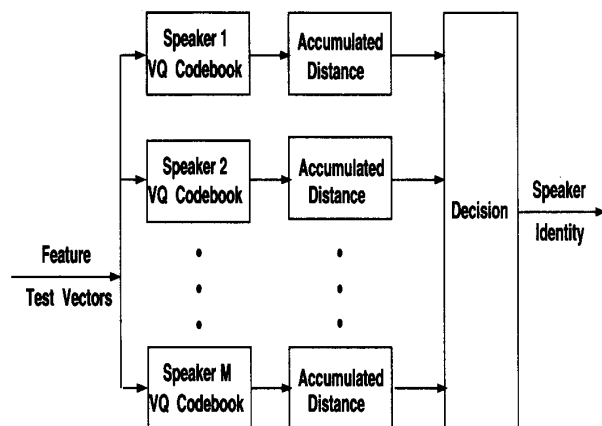 Speaker 1
VQ Codebook
Accumulated
Distance
Speaker 2
VQ Codebook
Accumulated
Distance
Decision
Speaker
Identity
Feature
Test Vectors
Speaker M
VQ Codebook
Accumulated
Distance